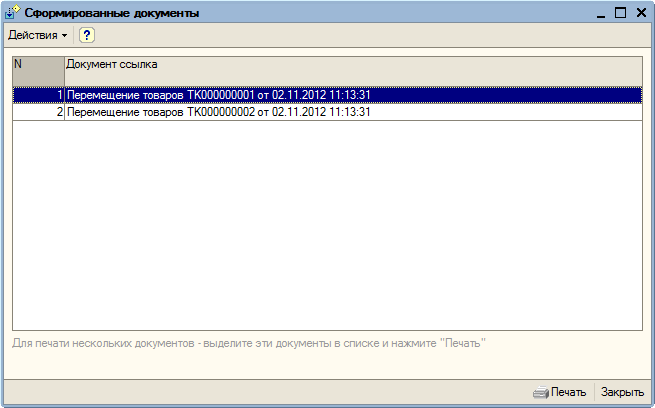 Сформированные документы
Действия
?
N Документ ссылка
1 Перемещение товаров ТК000000001 от 02.11.2012 11:13:31
2 Перемещение товаров ТК000000002 от 02.11.2012 11:13:31
Для печати нескольких документов - выделите эти документы в списке и нажмите "Печать"
Печать Закрыть